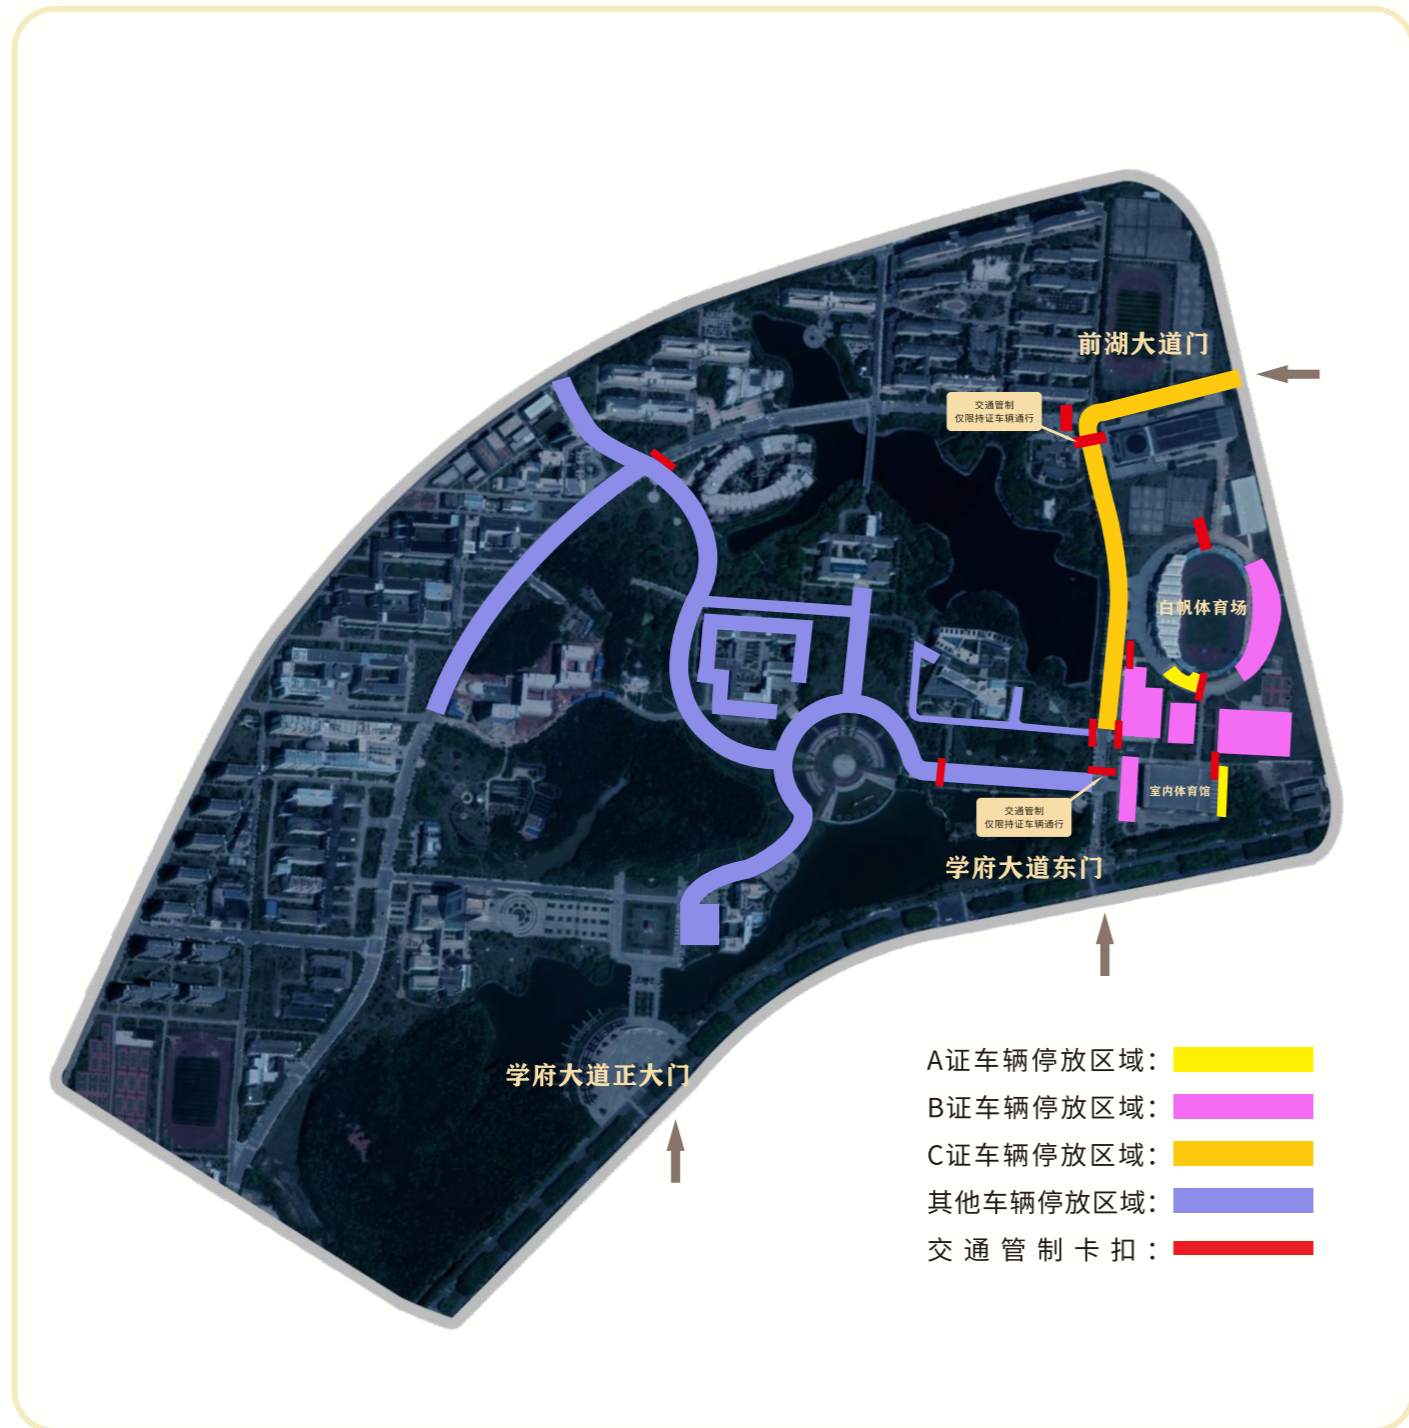 前湖大道门
交通管制
仅限持证车辆通行
白帆体育场
室内体育馆
交通管制
仅限持证车辆通行
学府大道东门
学府大道正大门
A证车辆停放区域：
B证车辆停放区域：
C证车辆停放区域：
其他车辆停放区域：
交通管制卡扣：